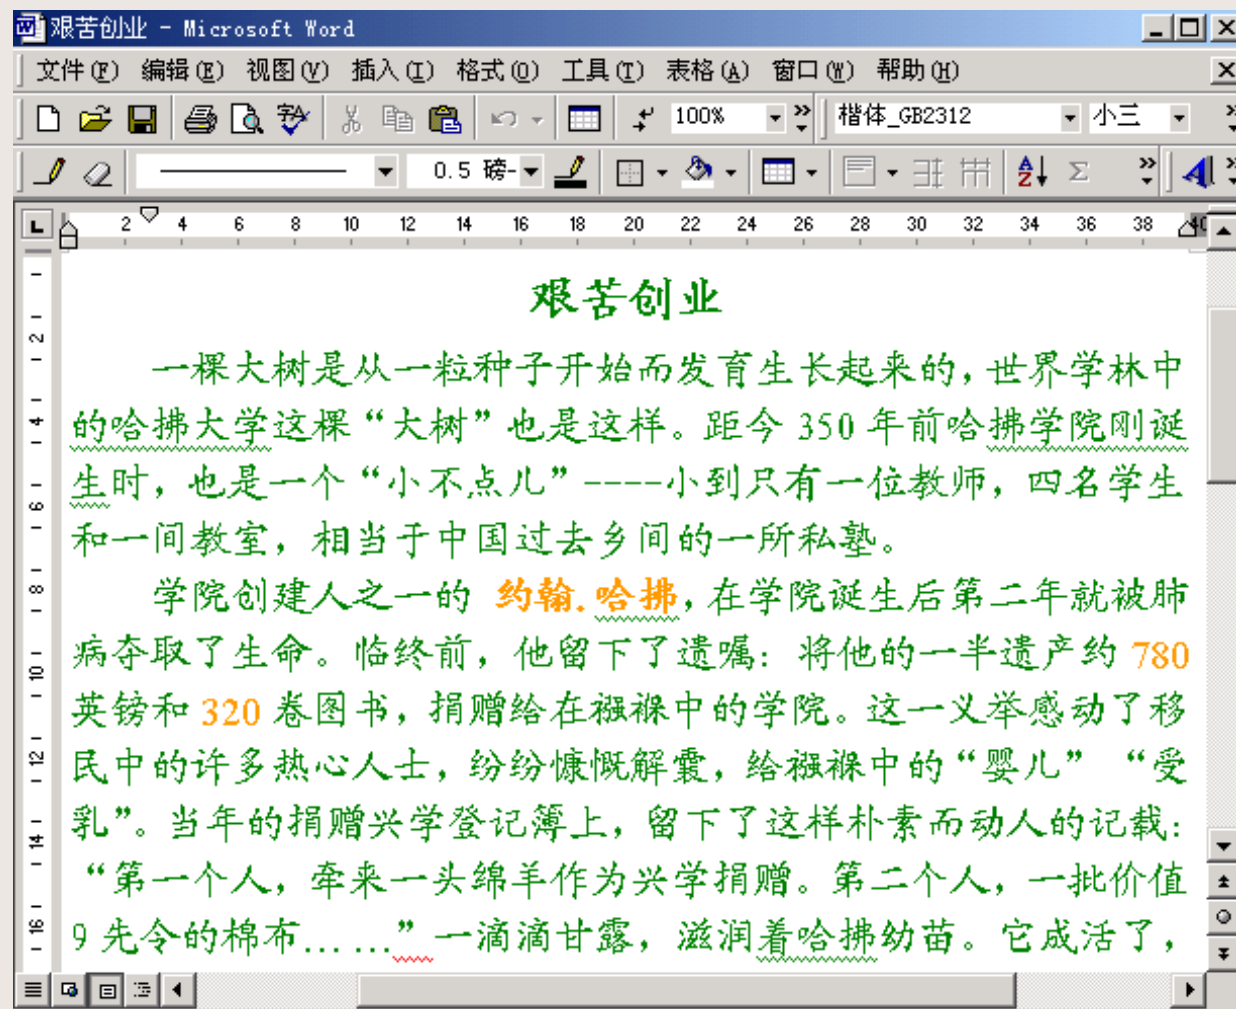 艰苦创业 - Microsoft Word
文件(F) 编辑(E) 视图(V) 插入(I) 格式(O) 工具(T) 表格(A) 窗口(W) 帮助(H)
100% 楷体_GB2312 小三
0.5 磅
2 4 6 8 10 12 14 16 18 20 22 24 26 28 30 32 34 36 38 40
艰苦创业
一棵大树是从一粒种子开始而发育生长起来的，世界学林中
的哈拂大学这棵“大树”也是这样。距今 350 年前哈拂学院刚诞
生时，也是一个“小不点儿”----小到只有一位教师，四名学生
和一间教室，相当于中国过去乡间的一所私塾。
学院创建人之一的 约翰.哈拂，在学院诞生后第二年就被肺
病夺取了生命。临终前，他留下了遗嘱：将他的一半遗产约 780
英镑和 320 卷图书，捐赠给在襁褓中的学院。这一义举感动了移
民中的许多热心人士，纷纷慷慨解囊，给襁褓中的“婴儿” “受
乳”。当年的捐赠兴学登记簿上，留下了这样朴素而动人的记载：
“第一个人，牵来一头绵羊作为兴学捐赠。第二个人，一批价值
9 先令的棉布... ...” 一滴滴甘露，滋润着哈拂幼苗。它成活了，
2
4
6
8
10
12
14
16